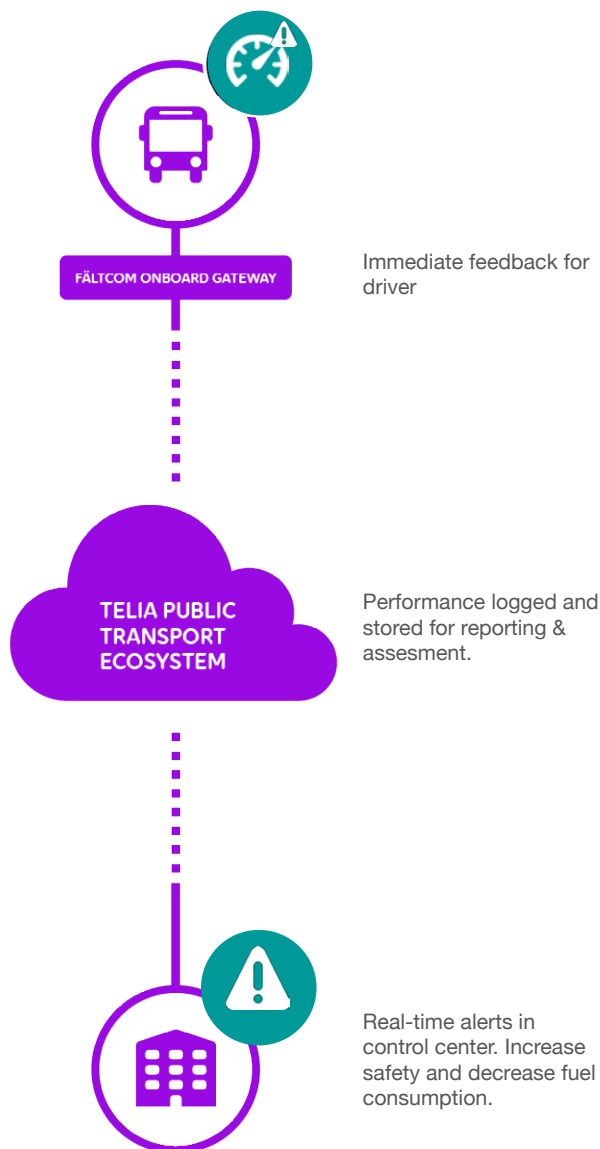 FÄLTCOM ONBOARD GATEWAY
Immediate feedback for
driver
TELIA PUBLIC
TRANSPORT
ECOSYSTEM
Performance logged and
stored for reporting &
assesment.
Real-time alerts in
control center. Increase
safety and decrease fuel
consumption.